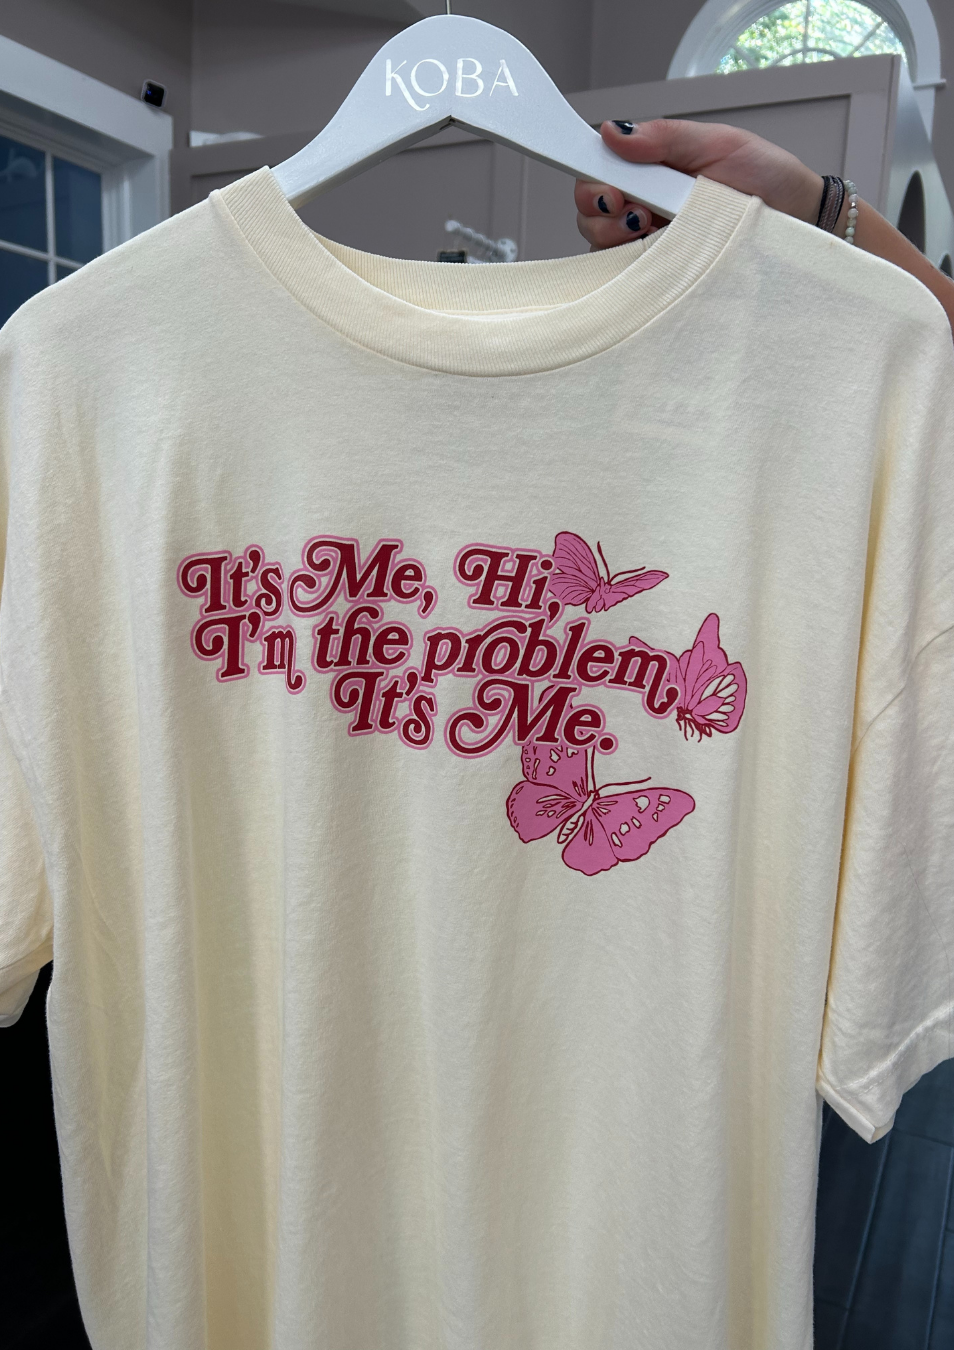 KOBA
It's Me, Hi,
I'm the problem,
It's Me.